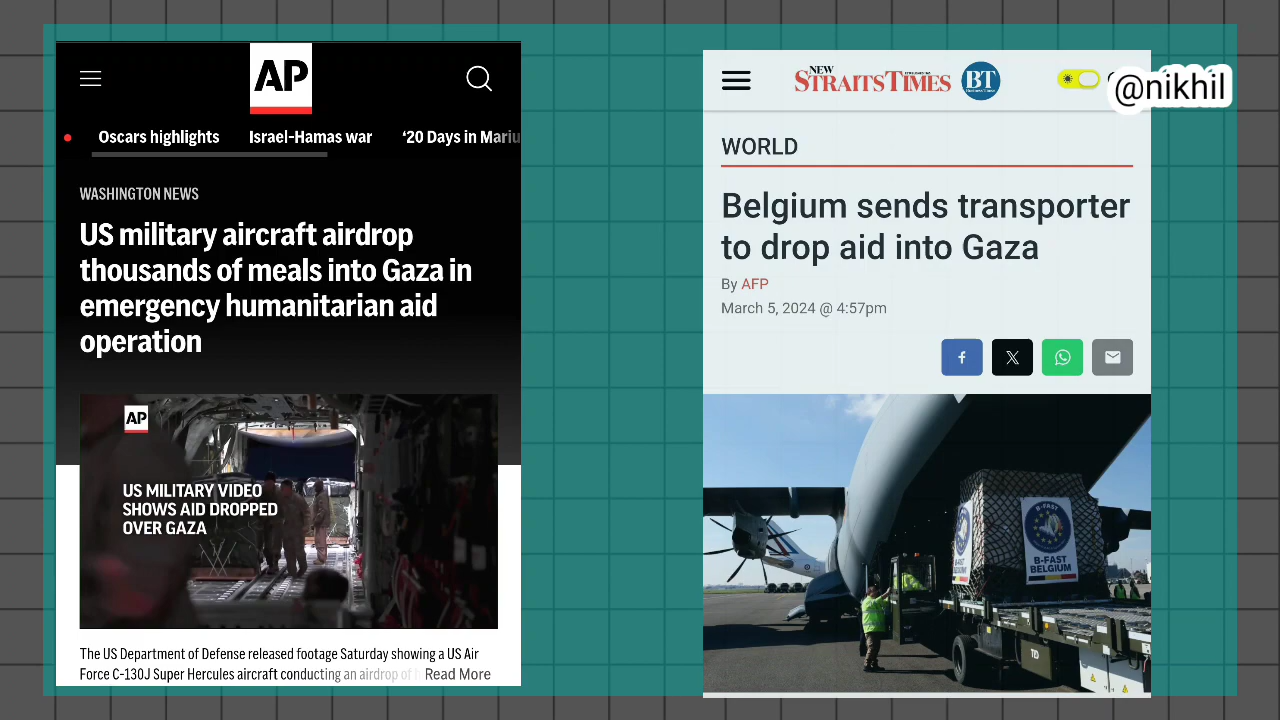 AP
Oscars highlights Israel-Hamas war ‘20 Days in Mariu
WASHINGTON NEWS
US military aircraft airdrop
thousands of meals into Gaza in
emergency humanitarian aid
operation
AP
US MILITARY VIDEO
SHOWS AID DROPPED
OVER GAZA
The US Department of Defense released footage Saturday showing a US Air
Force C-130J Super Hercules aircraft conducting an airdrop of Read More
NEW
STRAITS TIMES BT
@nikhil
WORLD
Belgium sends transporter
to drop aid into Gaza
By AFP
March 5, 2024 @ 4:57pm
B-FAST
BELGIUM
B-FAST
BELGIUM
TED